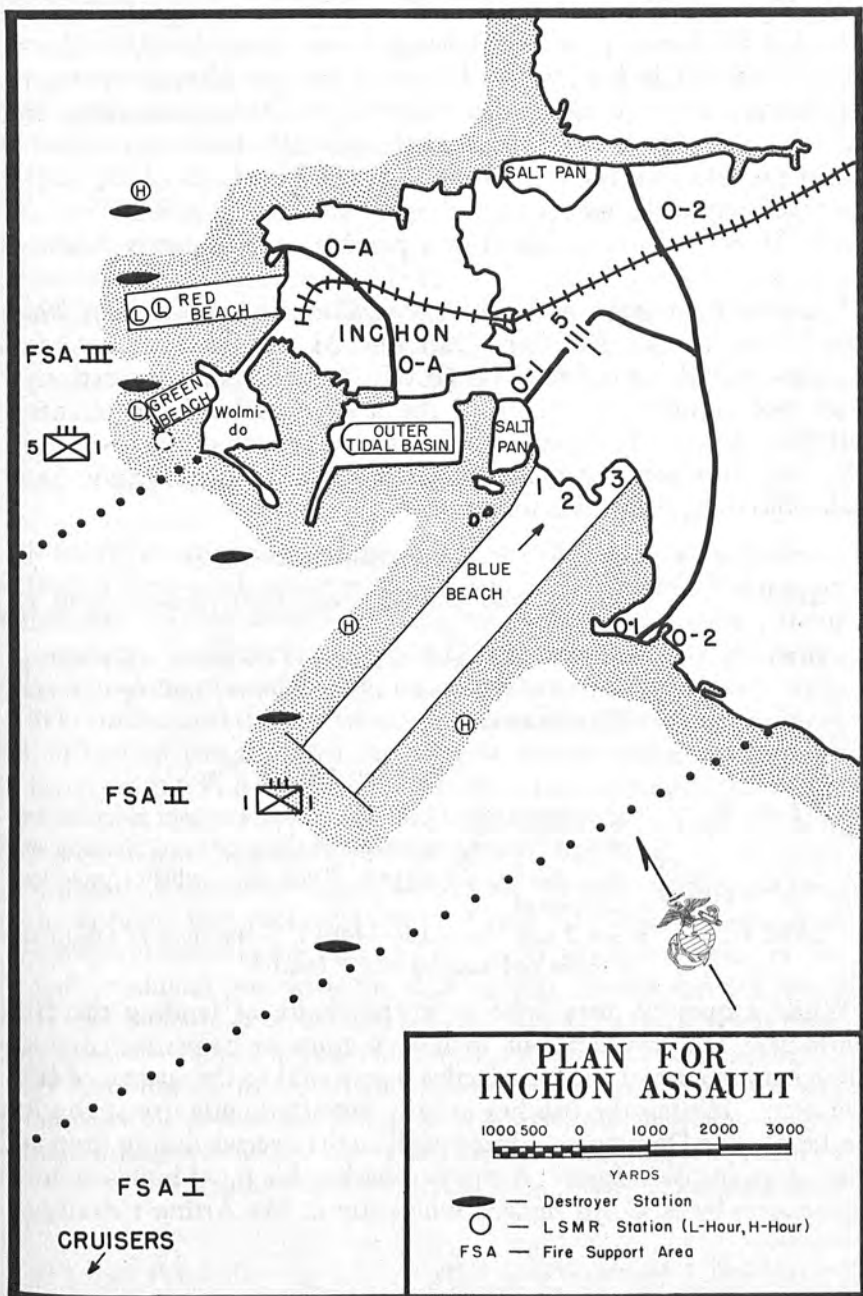 SALT PAN
O-2
H
O-A
L L RED BEACH
INCHON
5
FSA III
O-A
O-1
L GREEN BEACH
Wolmi-do
OUTER TIDAL BASIN
SALT PAN
5 1
1
2
3
BLUE BEACH
H
O-1
O-2
H
FSA II
1 1
PLAN FOR
INCHON ASSAULT
1000 500 0 1000 2000 3000
YARDS
Destroyer Station
LSMR Station (L-Hour, H-Hour)
FSA — Fire Support Area
FSA I
CRUISERS